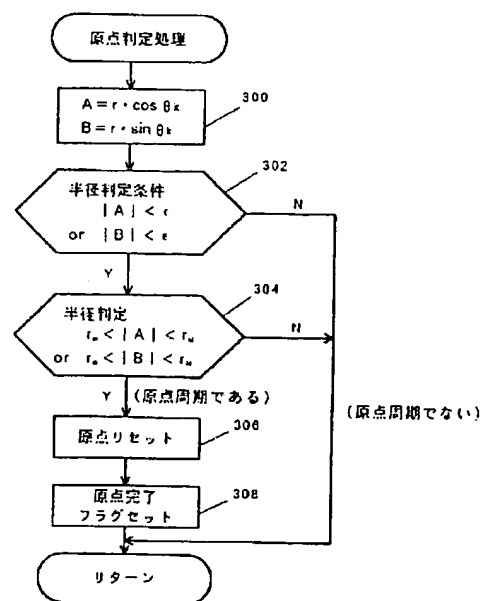 原点判定処理
A=r・cos θk
B=r・sin θk
300
半径判定条件
|A|<ε
or |B|<ε
302
N
Y
半径判定
rm<|A|<rM
or rm<|B|<rM
304
N
Y (原点周期である)
(原点周期でない)
原点リセット
306
原点完了
フラグセット
308
リターン